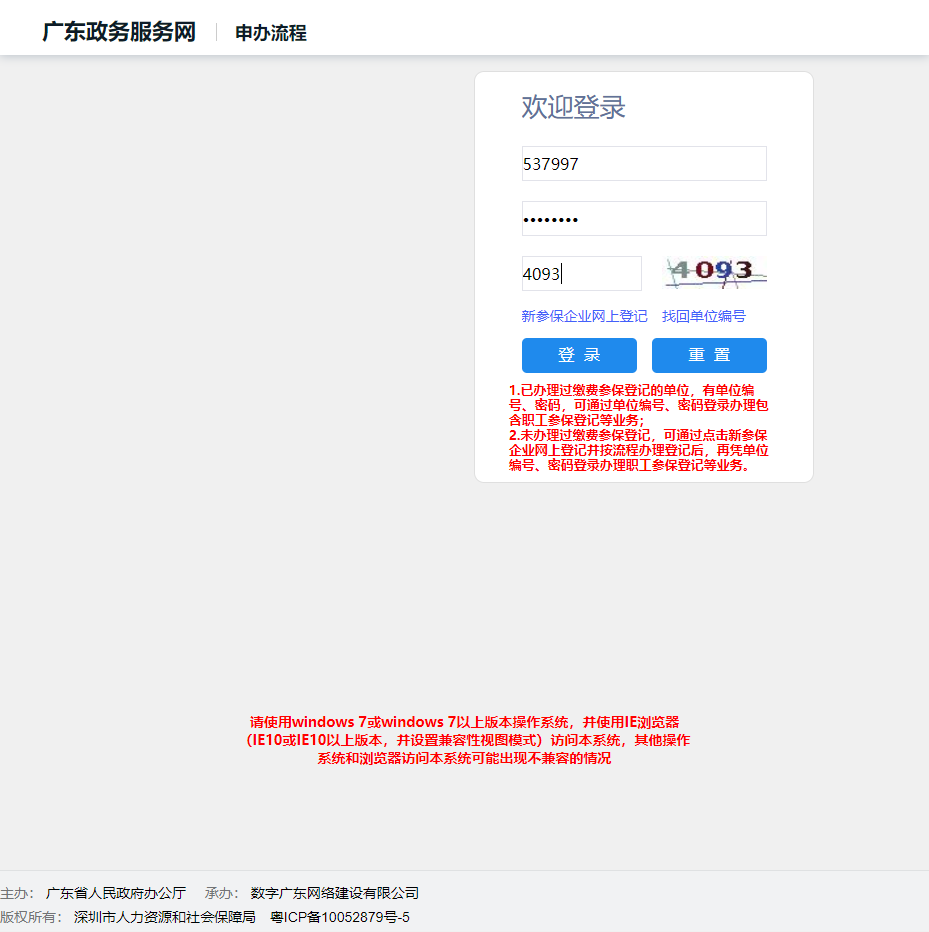 广东政务服务网 申办流程
欢迎登录
537997
••••••••
4093 4093
新参保企业网上登记 找回单位编号
登 录 重 置
1.已办理过缴费参保登记的单位，有单位编
号、密码，可通过单位编号、密码登录办理包
含职工参保登记等业务；
2.未办理过缴费参保登记，可通过点击新参保
企业网上登记并按流程办理登记后，再凭单位
编号、密码登录办理职工参保登记等业务。
请使用windows 7或windows 7以上版本操作系统，并使用IE浏览器
（IE10或IE10以上版本，并设置兼容性视图模式）访问本系统，其他操作
系统和浏览器访问本系统可能出现不兼容的情况
主办： 广东省人民政府办公厅 承办： 数字广东网络建设有限公司
版权所有： 深圳市人力资源和社会保障局 粤ICP备10052879号-5